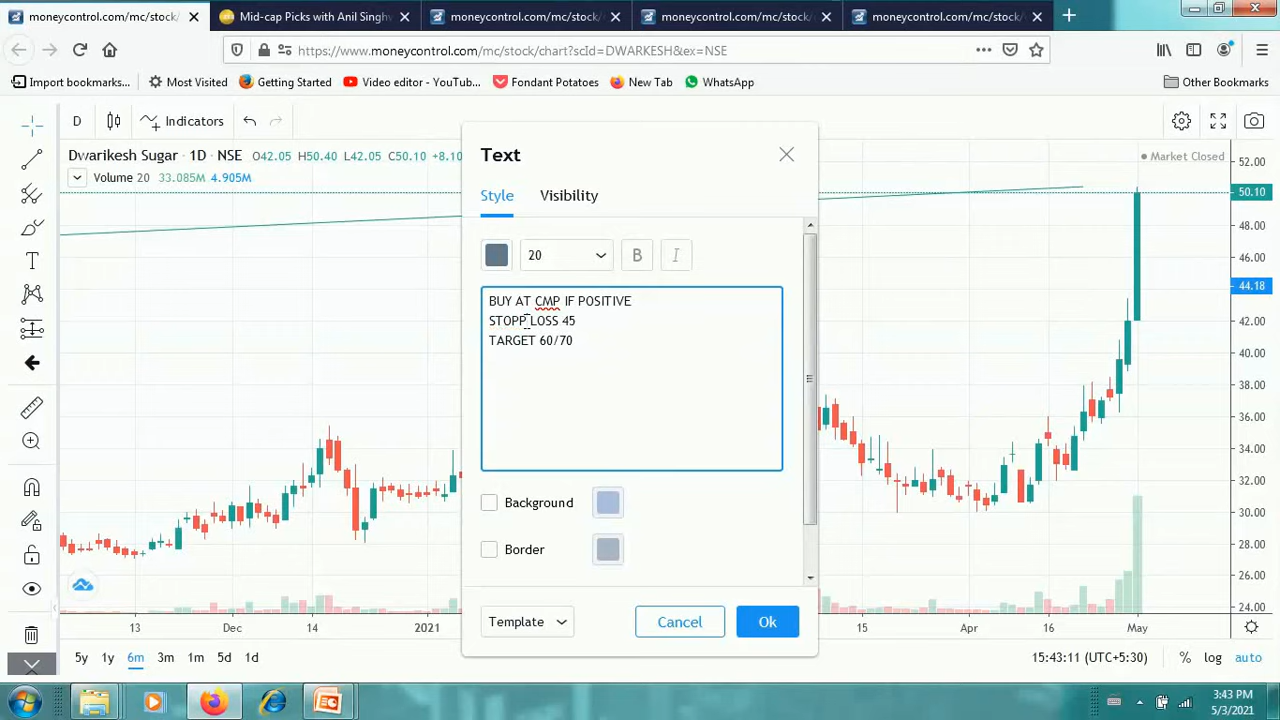 moneycontrol.com/mc/stock/
Mid-cap Picks with Anil Singhv
moneycontrol.com/mc/stock/
moneycontrol.com/mc/stock/
moneycontrol.com/mc/stock/
https://www.moneycontrol.com/mc/stock/chart?scId=DWARKESH&ex=NSE
Import bookmarks...
Most Visited
Getting Started
Video editor - YouTub...
Fondant Potatoes
New Tab
WhatsApp
Other Bookmarks
D
Indicators
Dwarikesh Sugar · 1D · NSE O42.05 H50.40 L42.05 C50.10 +8.10
Volume 20 33.085M 4.905M
Market Closed
Text
Style
Visibility
20
B
I
BUY AT CMP IF POSITIVE
STOPP LOSS 45
TARGET 60/70
Background
Border
Template
Cancel
Ok
52.00
50.10
48.00
46.00
44.18
42.00
40.00
38.00
36.00
34.00
32.00
30.00
28.00
26.00
24.00
13
Dec
14
2021
15
Apr
16
May
5y
1y
6m
3m
1m
5d
1d
15:43:11 (UTC+5:30)
%
log
auto
3:43 PM
5/3/2021